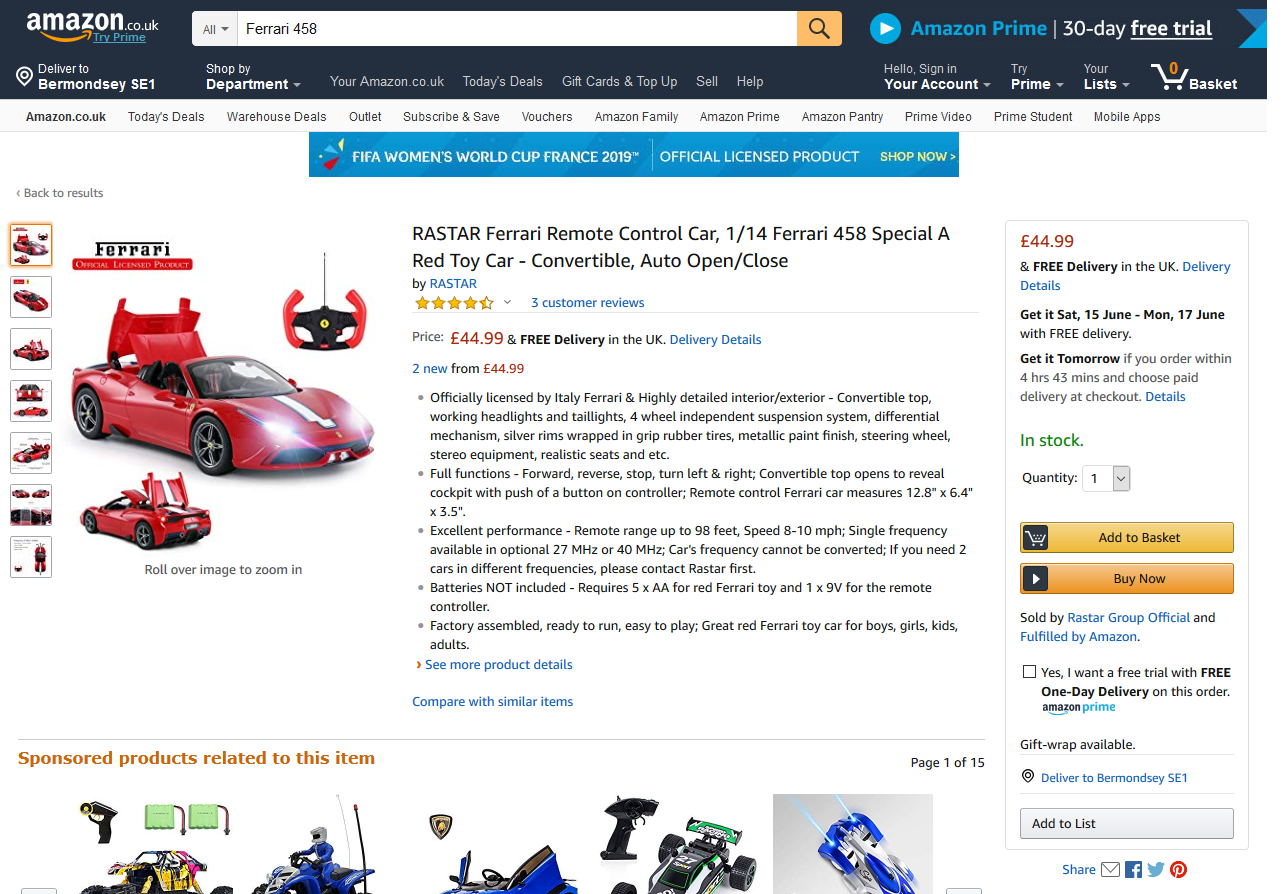 amazon.co.uk
Try Prime
All
Ferrari 458
Amazon Prime | 30-day free trial
Deliver to
Bermondsey SE1
Shop by
Department
Your Amazon.co.uk
Today's Deals
Gift Cards & Top Up
Sell
Help
Hello, Sign in
Your Account
Try
Prime
Your
Lists
0
Basket
Amazon.co.uk
Today's Deals
Warehouse Deals
Outlet
Subscribe & Save
Vouchers
Amazon Family
Amazon Prime
Amazon Pantry
Prime Video
Prime Student
Mobile Apps
FIFA WOMEN'S WORLD CUP FRANCE 2019™
OFFICIAL LICENSED PRODUCT
SHOP NOW >
‹ Back to results
Ferrari
OFFICIAL LICENSED PRODUCT
Roll over image to zoom in
RASTAR Ferrari Remote Control Car, 1/14 Ferrari 458 Special A
Red Toy Car - Convertible, Auto Open/Close
by RASTAR
3 customer reviews
Price: £44.99 & FREE Delivery in the UK. Delivery Details
2 new from £44.99
Officially licensed by Italy Ferrari & Highly detailed interior/exterior - Convertible top,
working headlights and taillights, 4 wheel independent suspension system, differential
mechanism, silver rims wrapped in grip rubber tires, metallic paint finish, steering wheel,
stereo equipment, realistic seats and etc.
Full functions - Forward, reverse, stop, turn left & right; Convertible top opens to reveal
cockpit with push of a button on controller; Remote control Ferrari car measures 12.8" x 6.4"
x 3.5".
Excellent performance - Remote range up to 98 feet, Speed 8-10 mph; Single frequency
available in optional 27 MHz or 40 MHz; Car's frequency cannot be converted; If you need 2
cars in different frequencies, please contact Rastar first.
Batteries NOT included - Requires 5 x AA for red Ferrari toy and 1 x 9V for the remote
controller.
Factory assembled, ready to run, easy to play; Great red Ferrari toy car for boys, girls, kids,
adults.
› See more product details
Compare with similar items
£44.99
& FREE Delivery in the UK. Delivery
Details
Get it Sat, 15 June - Mon, 17 June
with FREE delivery.
Get it Tomorrow if you order within
4 hrs 43 mins and choose paid
delivery at checkout. Details
In stock.
Quantity: 1
Add to Basket
Buy Now
Sold by Rastar Group Official and
Fulfilled by Amazon.
Yes, I want a free trial with FREE
One-Day Delivery on this order.
amazon prime
Gift-wrap available.
Deliver to Bermondsey SE1
Add to List
Share
Sponsored products related to this item
Page 1 of 15